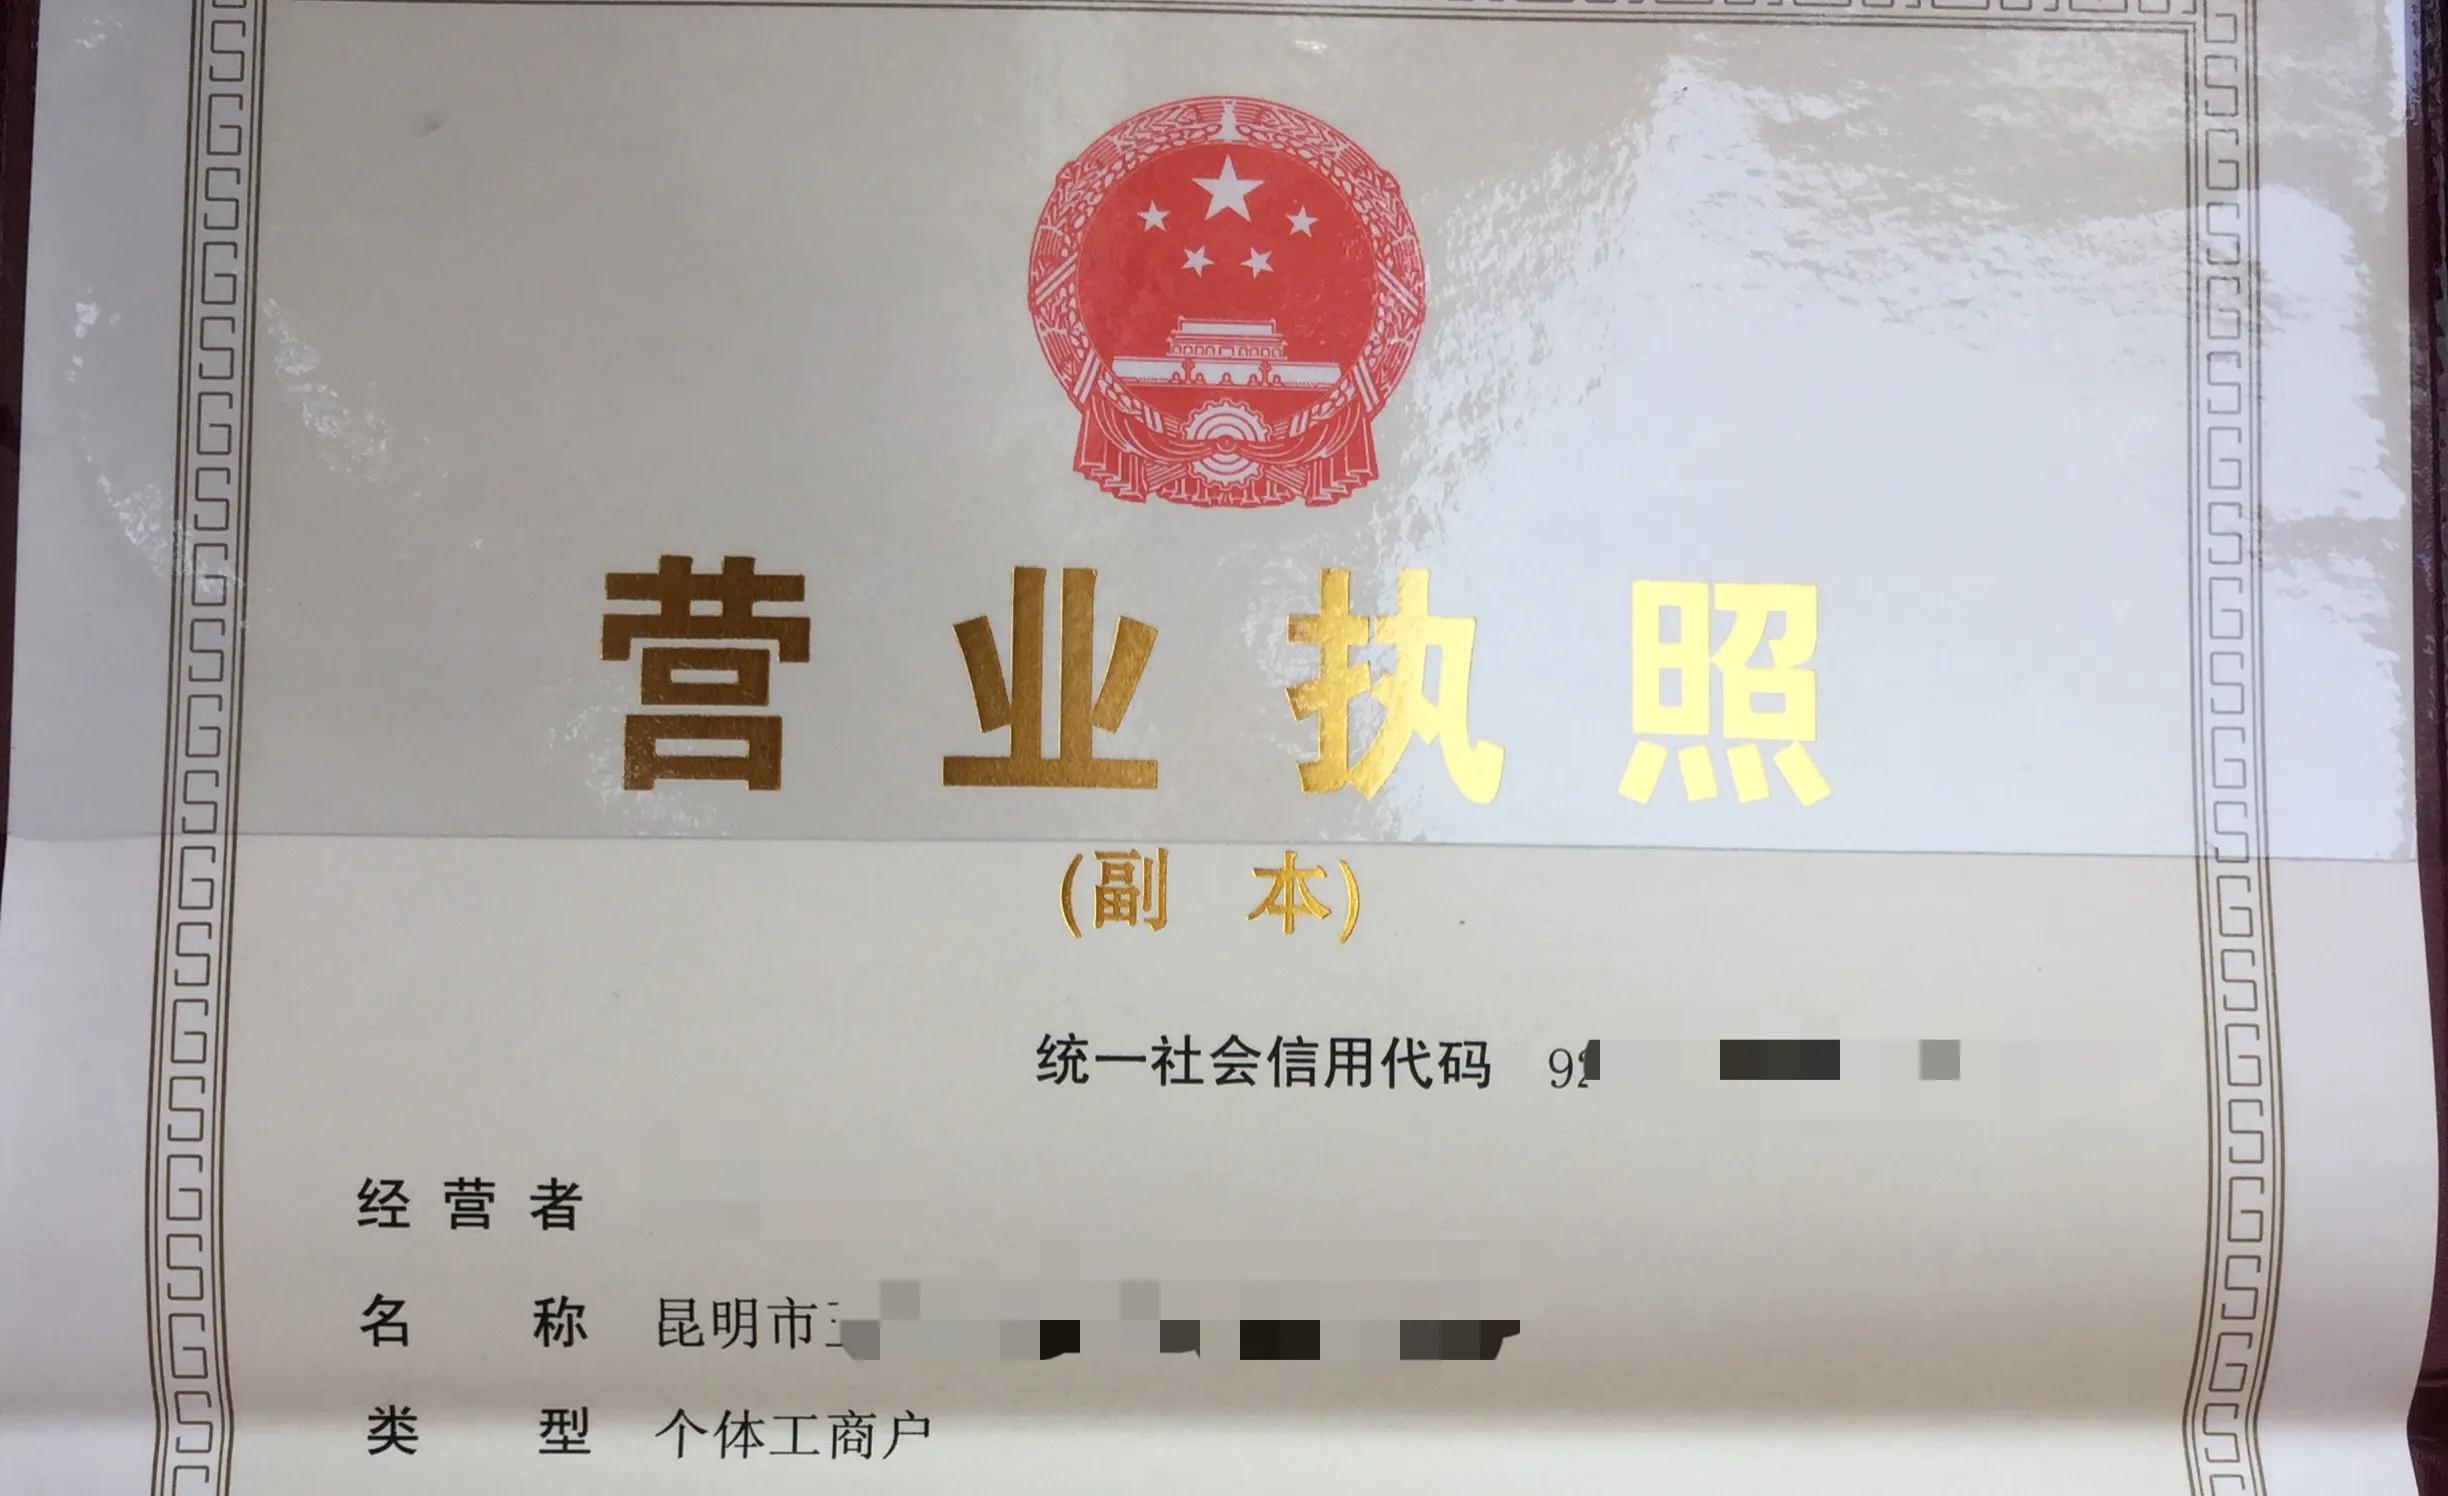 营业执照
(副 本)
统一社会信用代码 92
经营者
名 称 昆明市
类 型 个体工商户